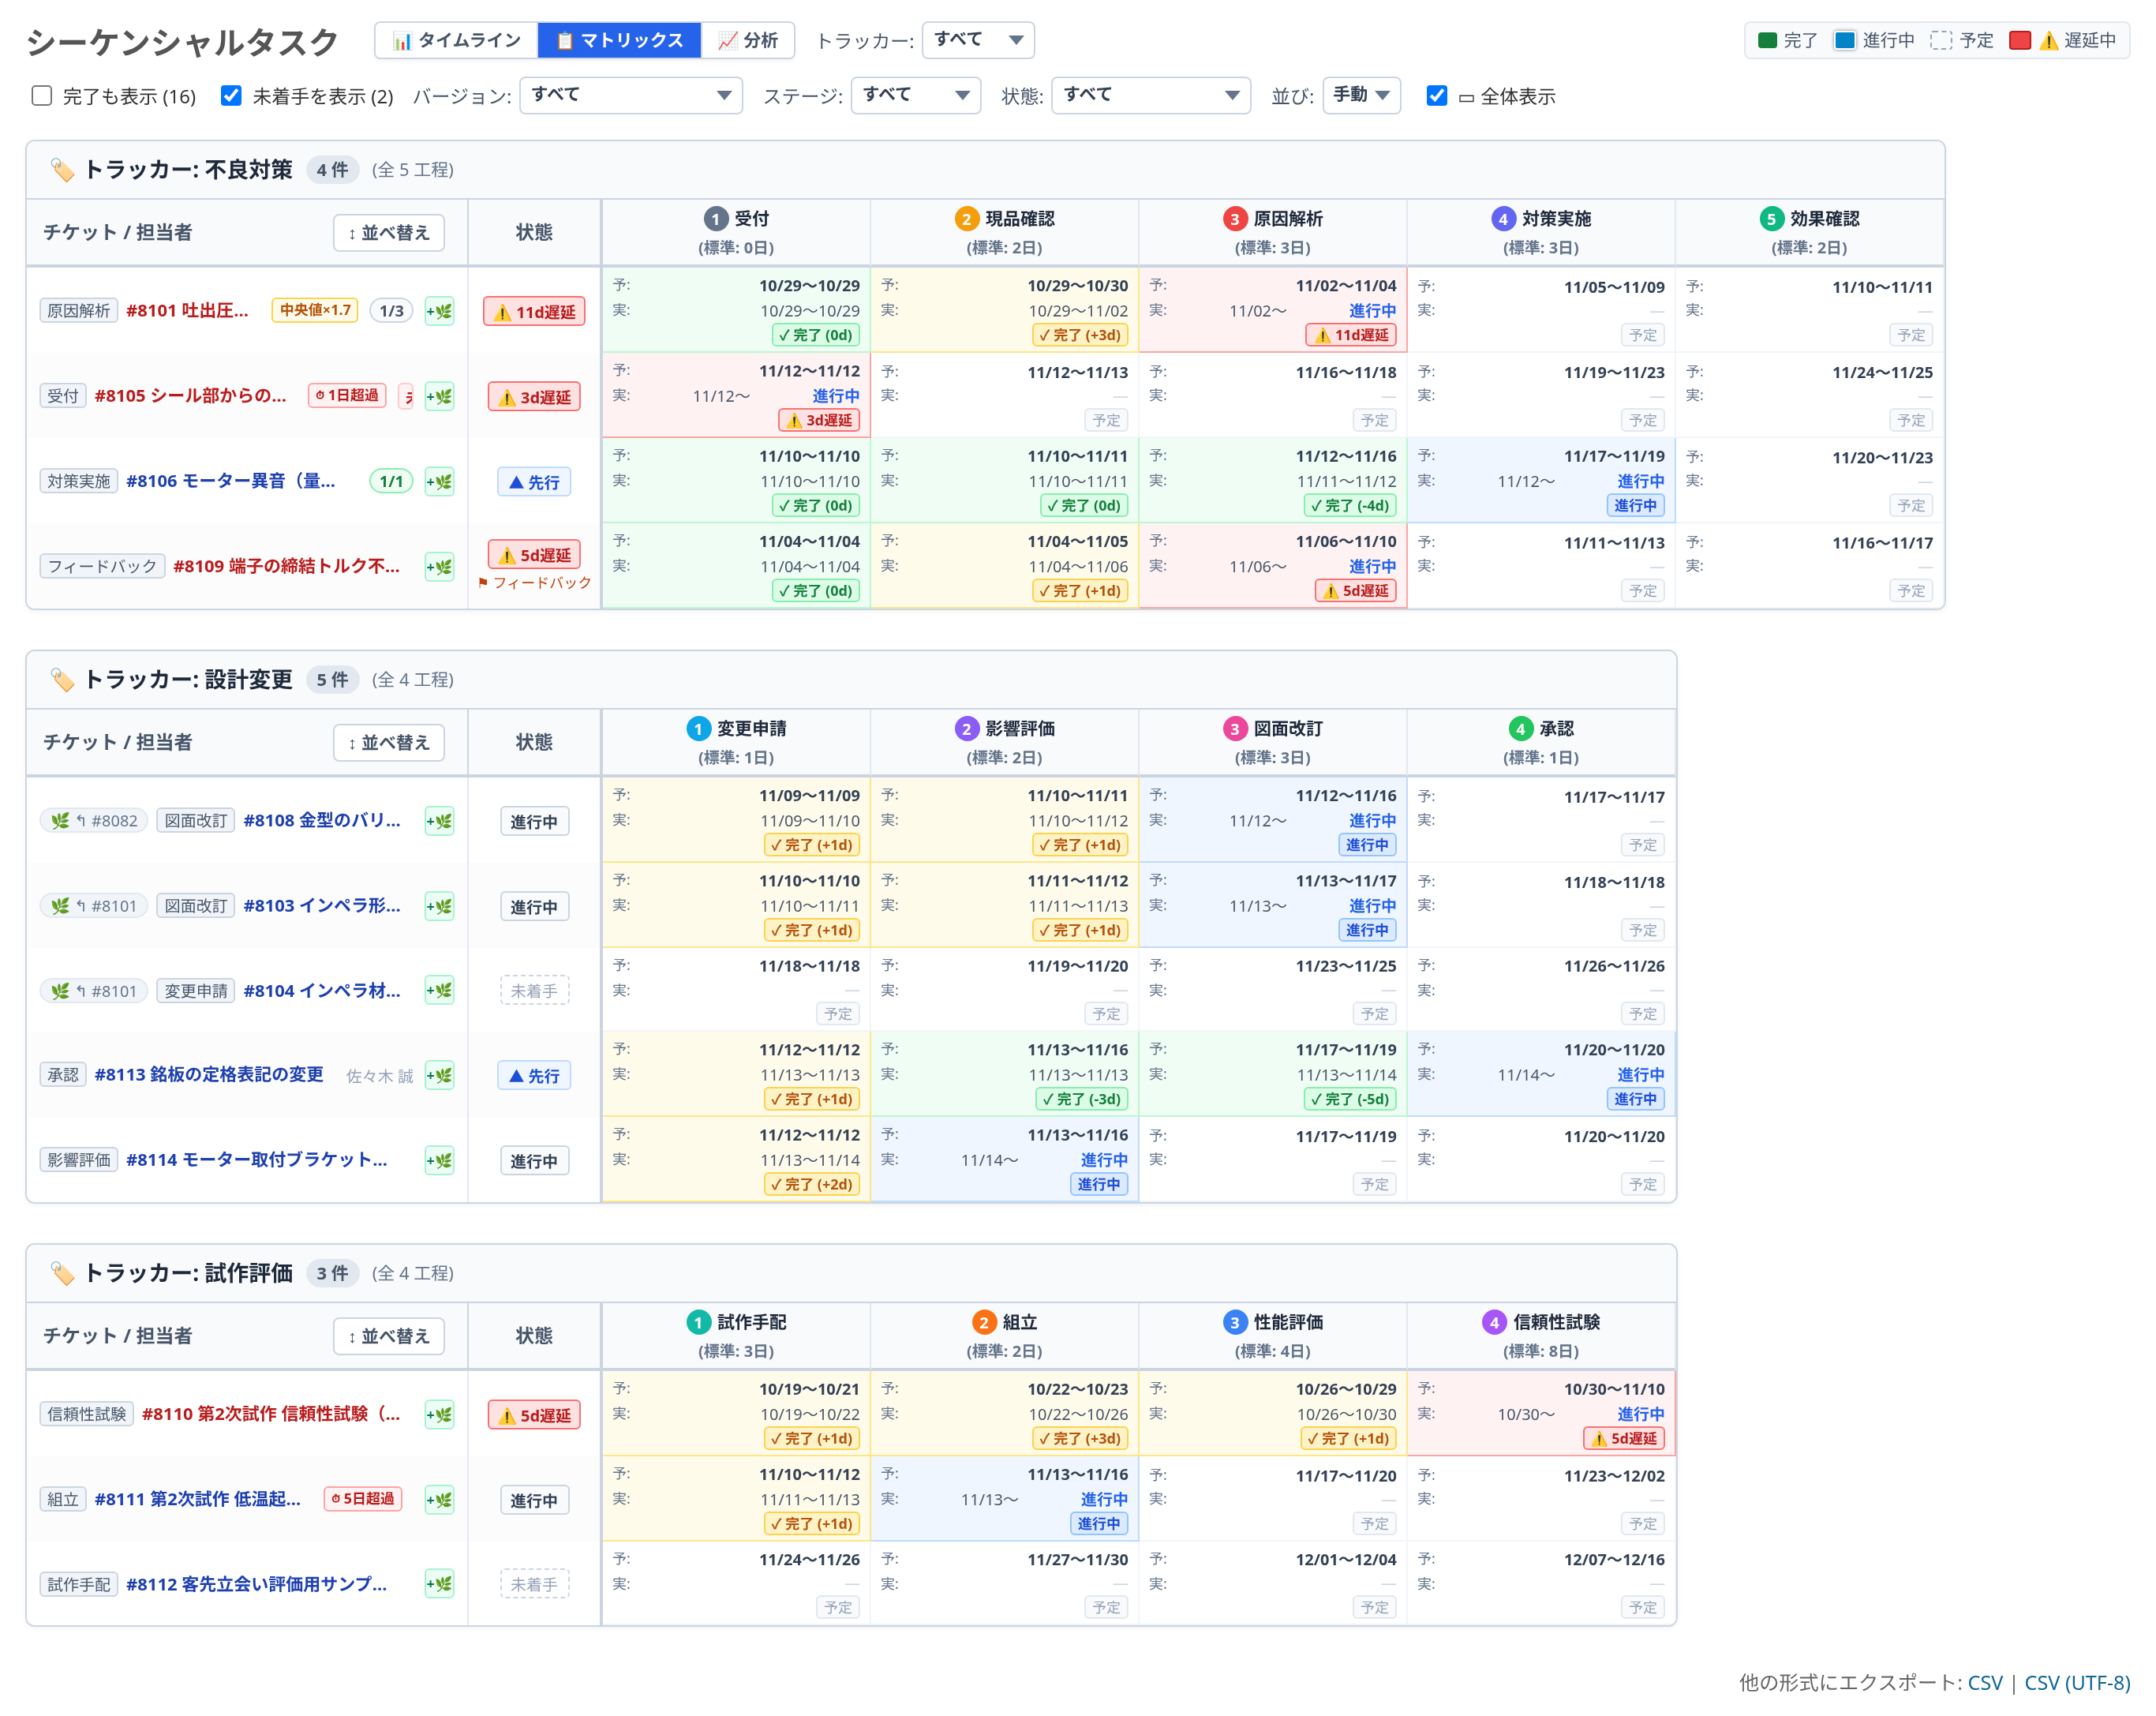 シーケンシャルタスク 📊 タイムライン 📋 マトリックス 📈 分析 トラッカー: すべて 完了 進行中 予定 ⚠️ 遅延中
完了も表示 (16) 未着手を表示 (2) バージョン: すべて ステージ: すべて 状態: すべて 並び: 手動 ▭ 全体表示
🏷️ トラッカー: 不良対策 4 件 (全 5 工程)
チケット / 担当者 ↕ 並べ替え 状態 1 受付 2 現品確認 3 原因解析 4 対策実施 5 効果確認
(標準: 0日) (標準: 2日) (標準: 3日) (標準: 3日) (標準: 2日)
予: 10/29〜10/29 予: 10/29〜10/30 予: 11/02〜11/04 予: 11/05〜11/09 予: 11/10〜11/11
原因解析 #8101 吐出圧... 中央値×1.7 1/3 +🌿 ⚠️ 11d遅延 実: 10/29〜10/29 実: 10/29〜11/02 実: 11/02〜 進行中 実: — 実: —
✓ 完了 (0d) ✓ 完了 (+3d) ⚠️ 11d遅延 予定 予定
予: 11/12〜11/12 予: 11/12〜11/13 予: 11/16〜11/18 予: 11/19〜11/23 予: 11/24〜11/25
受付 #8105 シール部からの... ⏱ 1日超過 +🌿 ⚠️ 3d遅延 実: 11/12〜 進行中 実: — 実: — 実: — 実: —
⚠️ 3d遅延 予定 予定 予定 予定
予: 11/10〜11/10 予: 11/10〜11/11 予: 11/12〜11/16 予: 11/17〜11/19 予: 11/20〜11/23
対策実施 #8106 モーター異音（量... 1/1 +🌿 ▲ 先行 実: 11/10〜11/10 実: 11/10〜11/11 実: 11/11〜11/12 実: 11/12〜 進行中 実: —
✓ 完了 (0d) ✓ 完了 (0d) ✓ 完了 (-4d) 進行中 予定
予: 11/04〜11/04 予: 11/04〜11/05 予: 11/06〜11/10 予: 11/11〜11/13 予: 11/16〜11/17
フィードバック #8109 端子の締結トルク不... +🌿 ⚠️ 5d遅延 実: 11/04〜11/04 実: 11/04〜11/06 実: 11/06〜 進行中 実: — 実: —
⚑ フィードバック ✓ 完了 (0d) ✓ 完了 (+1d) ⚠️ 5d遅延 予定 予定
🏷️ トラッカー: 設計変更 5 件 (全 4 工程)
チケット / 担当者 ↕ 並べ替え 状態 1 変更申請 2 影響評価 3 図面改訂 4 承認
(標準: 1日) (標準: 2日) (標準: 3日) (標準: 1日)
予: 11/09〜11/09 予: 11/10〜11/11 予: 11/12〜11/16 予: 11/17〜11/17
🌿 ↰ #8082 図面改訂 #8108 金型のバリ... +🌿 進行中 実: 11/09〜11/10 実: 11/10〜11/12 実: 11/12〜 進行中 実: —
✓ 完了 (+1d) ✓ 完了 (+1d) 進行中 予定
予: 11/10〜11/10 予: 11/11〜11/12 予: 11/13〜11/17 予: 11/18〜11/18
🌿 ↰ #8101 図面改訂 #8103 インペラ形... +🌿 進行中 実: 11/10〜11/11 実: 11/11〜11/13 実: 11/13〜 進行中 実: —
✓ 完了 (+1d) ✓ 完了 (+1d) 進行中 予定
予: 11/18〜11/18 予: 11/19〜11/20 予: 11/23〜11/25 予: 11/26〜11/26
🌿 ↰ #8101 変更申請 #8104 インペラ材... +🌿 未着手 実: — 実: — 実: — 実: —
予定 予定 予定 予定
予: 11/12〜11/12 予: 11/13〜11/16 予: 11/17〜11/19 予: 11/20〜11/20
承認 #8113 銘板の定格表記の変更 佐々木 誠 +🌿 ▲ 先行 実: 11/13〜11/13 実: 11/13〜11/13 実: 11/13〜11/14 実: 11/14〜 進行中
✓ 完了 (+1d) ✓ 完了 (-3d) ✓ 完了 (-5d) 進行中
予: 11/12〜11/12 予: 11/13〜11/16 予: 11/17〜11/19 予: 11/20〜11/20
影響評価 #8114 モーター取付ブラケット... +🌿 進行中 実: 11/13〜11/14 実: 11/14〜 進行中 実: — 実: —
✓ 完了 (+2d) 進行中 予定 予定
🏷️ トラッカー: 試作評価 3 件 (全 4 工程)
チケット / 担当者 ↕ 並べ替え 状態 1 試作手配 2 組立 3 性能評価 4 信頼性試験
(標準: 3日) (標準: 2日) (標準: 4日) (標準: 8日)
予: 10/19〜10/21 予: 10/22〜10/23 予: 10/26〜10/29 予: 10/30〜11/10
信頼性試験 #8110 第2次試作 信頼性試験（... +🌿 ⚠️ 5d遅延 実: 10/19〜10/22 実: 10/22〜10/26 実: 10/26〜10/30 実: 10/30〜 進行中
✓ 完了 (+1d) ✓ 完了 (+3d) ✓ 完了 (+1d) ⚠️ 5d遅延
予: 11/10〜11/12 予: 11/13〜11/16 予: 11/17〜11/20 予: 11/23〜12/02
組立 #8111 第2次試作 低温起... ⏱ 5日超過 +🌿 進行中 実: 11/11〜11/13 実: 11/13〜 進行中 実: — 実: —
✓ 完了 (+1d) 進行中 予定 予定
予: 11/24〜11/26 予: 11/27〜11/30 予: 12/01〜12/04 予: 12/07〜12/16
試作手配 #8112 客先立会い評価用サンプ... +🌿 未着手 実: — 実: — 実: — 実: —
予定 予定 予定 予定
他の形式にエクスポート: CSV | CSV (UTF-8)